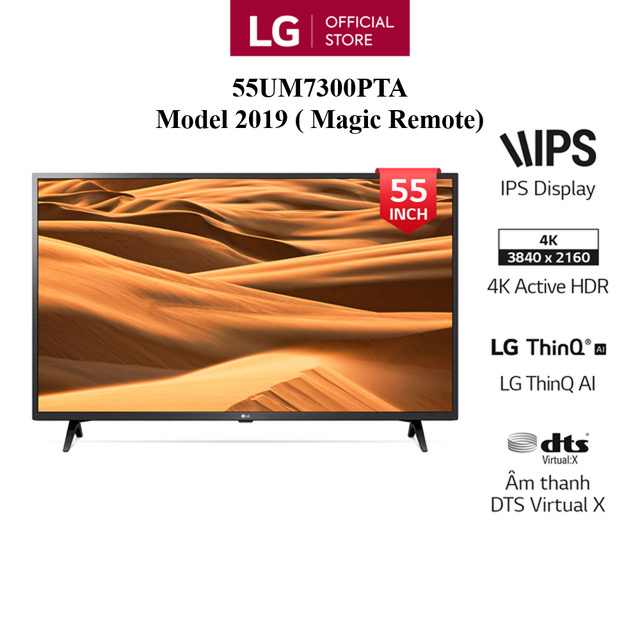 LG OFFICIAL STORE
55UM7300PTA
Model 2019 ( Magic Remote)
55
INCH
IPS
IPS Display
4K
3840 x 2160
4K Active HDR
LG ThinQ® AI
LG ThinQ AI
dts
Virtual:X
Âm thanh
DTS Virtual X
LG